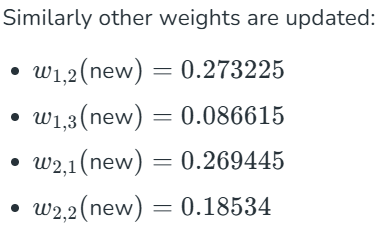 Similarly other weights are updated:
• w₁,₂(new) = 0.273225
• w₁,₃(new) = 0.086615
• w₂,₁(new) = 0.269445
• w₂,₂(new) = 0.18534